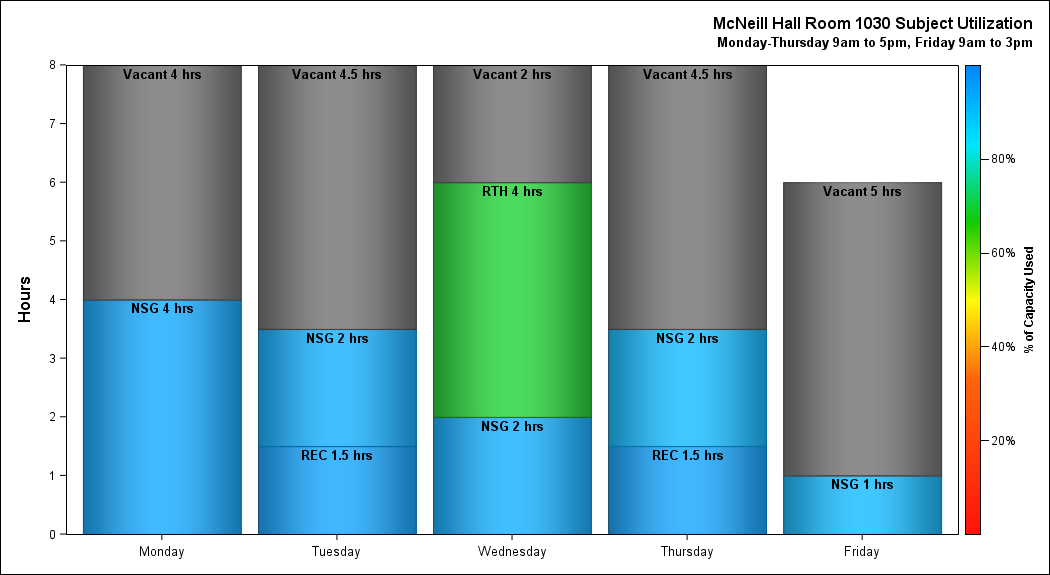 McNeill Hall Room 1030 Subject Utilization
Monday-Thursday 9am to 5pm, Friday 9am to 3pm
Hours
8
7
6
5
4
3
2
1
0
Vacant 4 hrs
NSG 4 hrs
Vacant 4.5 hrs
NSG 2 hrs
REC 1.5 hrs
Vacant 2 hrs
RTH 4 hrs
NSG 2 hrs
Vacant 4.5 hrs
NSG 2 hrs
REC 1.5 hrs
Vacant 5 hrs
NSG 1 hrs
Monday
Tuesday
Wednesday
Thursday
Friday
80%
60%
40%
20%
% of Capacity Used